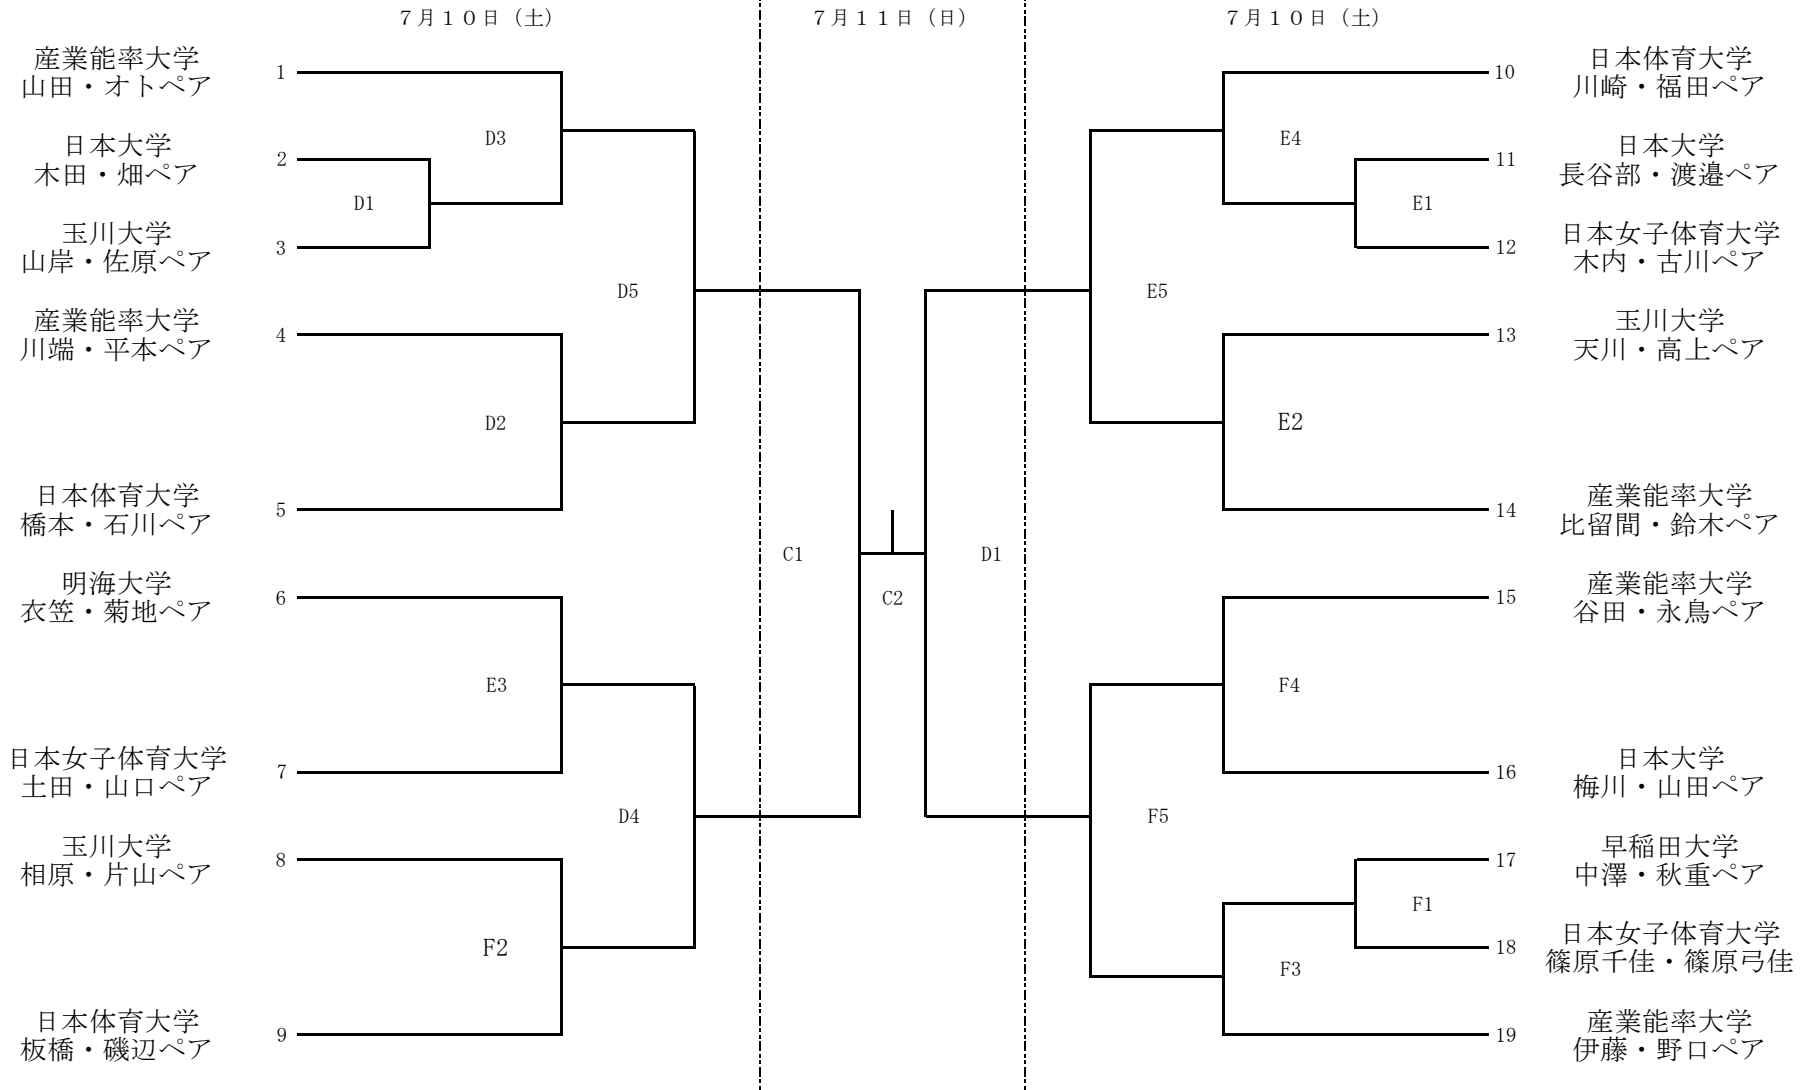 ７月１０日（土）
７月１１日（日）
７月１０日（土）
産業能率大学
山田・オトペア
1
日本大学
木田・畑ペア
2
玉川大学
山岸・佐原ペア
3
産業能率大学
川端・平本ペア
4
日本体育大学
橋本・石川ペア
5
明海大学
衣笠・菊地ペア
6
日本女子体育大学
土田・山口ペア
7
玉川大学
相原・片山ペア
8
日本体育大学
板橋・磯辺ペア
9
D3
D1
D5
D2
E3
D4
F2
C1
C2
D1
E4
E1
E5
E2
F4
F5
F1
F3
10
日本体育大学
川崎・福田ペア
11
日本大学
長谷部・渡邉ペア
12
日本女子体育大学
木内・古川ペア
13
玉川大学
天川・高上ペア
14
産業能率大学
比留間・鈴木ペア
15
産業能率大学
谷田・永鳥ペア
16
日本大学
梅川・山田ペア
17
早稲田大学
中澤・秋重ペア
18
日本女子体育大学
篠原千佳・篠原弓佳
19
産業能率大学
伊藤・野口ペア